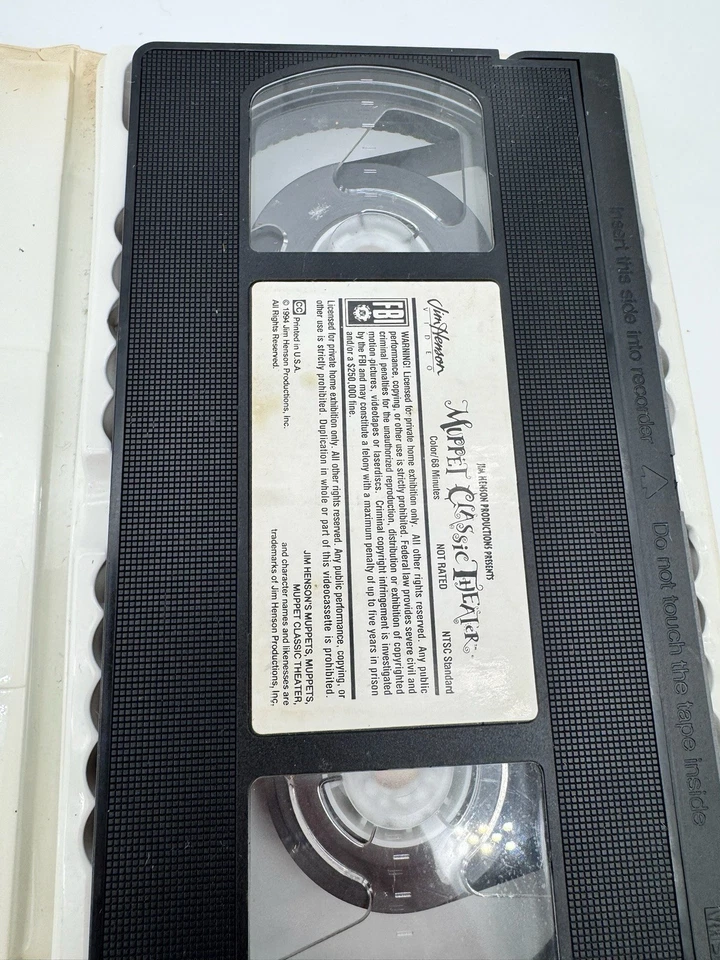 Jim Henson
VIDEO
JIM HENSON PRODUCTIONS PRESENTS
MUPPET CLASSIC THEATER™
Color/68 Minutes NOT RATED NTSC Standard
FBI
WARNING! Licensed for private home exhibition only. All other rights reserved. Any public
performance, copying, or other use is strictly prohibited. Federal law provides severe civil and
criminal penalties for the unauthorized reproduction, distribution or exhibition of copyrighted
motion pictures, videotapes or laserdiscs. Criminal copyright infringement is investigated
by the FBI and may constitute a felony with a maximum penalty of up to five years in prison
and/or a $250,000 fine.
Licensed for private home exhibition only. All other rights reserved. Any public performance, copying, or
other use is strictly prohibited. Duplication in whole or part of this videocassette is prohibited.
CC Printed in U.S.A.
© 1994 Jim Henson Productions, Inc.
All Rights Reserved.
JIM HENSON'S MUPPETS, MUPPETS,
MUPPET CLASSIC THEATER,
and character names and likenesses are
trademarks of Jim Henson Productions, Inc.
Insert this side into recorder
Do not touch the tape inside